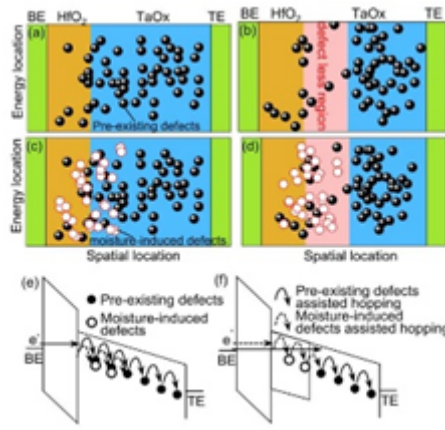 BE HfO₂ TaOx TE
BE HfO₂ TaOx TE
Energy location
(a)
Pre-existing defects
(b)
defect less region
Energy location
(c)
moisture-induced defects
(d)
Spatial location
Spatial location
(e)
Pre-existing defects
Moisture-induced
defects
e⁻
BE
TE
(f)
Pre-existing defects
assisted hopping
Moisture-induced
defects assisted hopping
e⁻
BE
TE